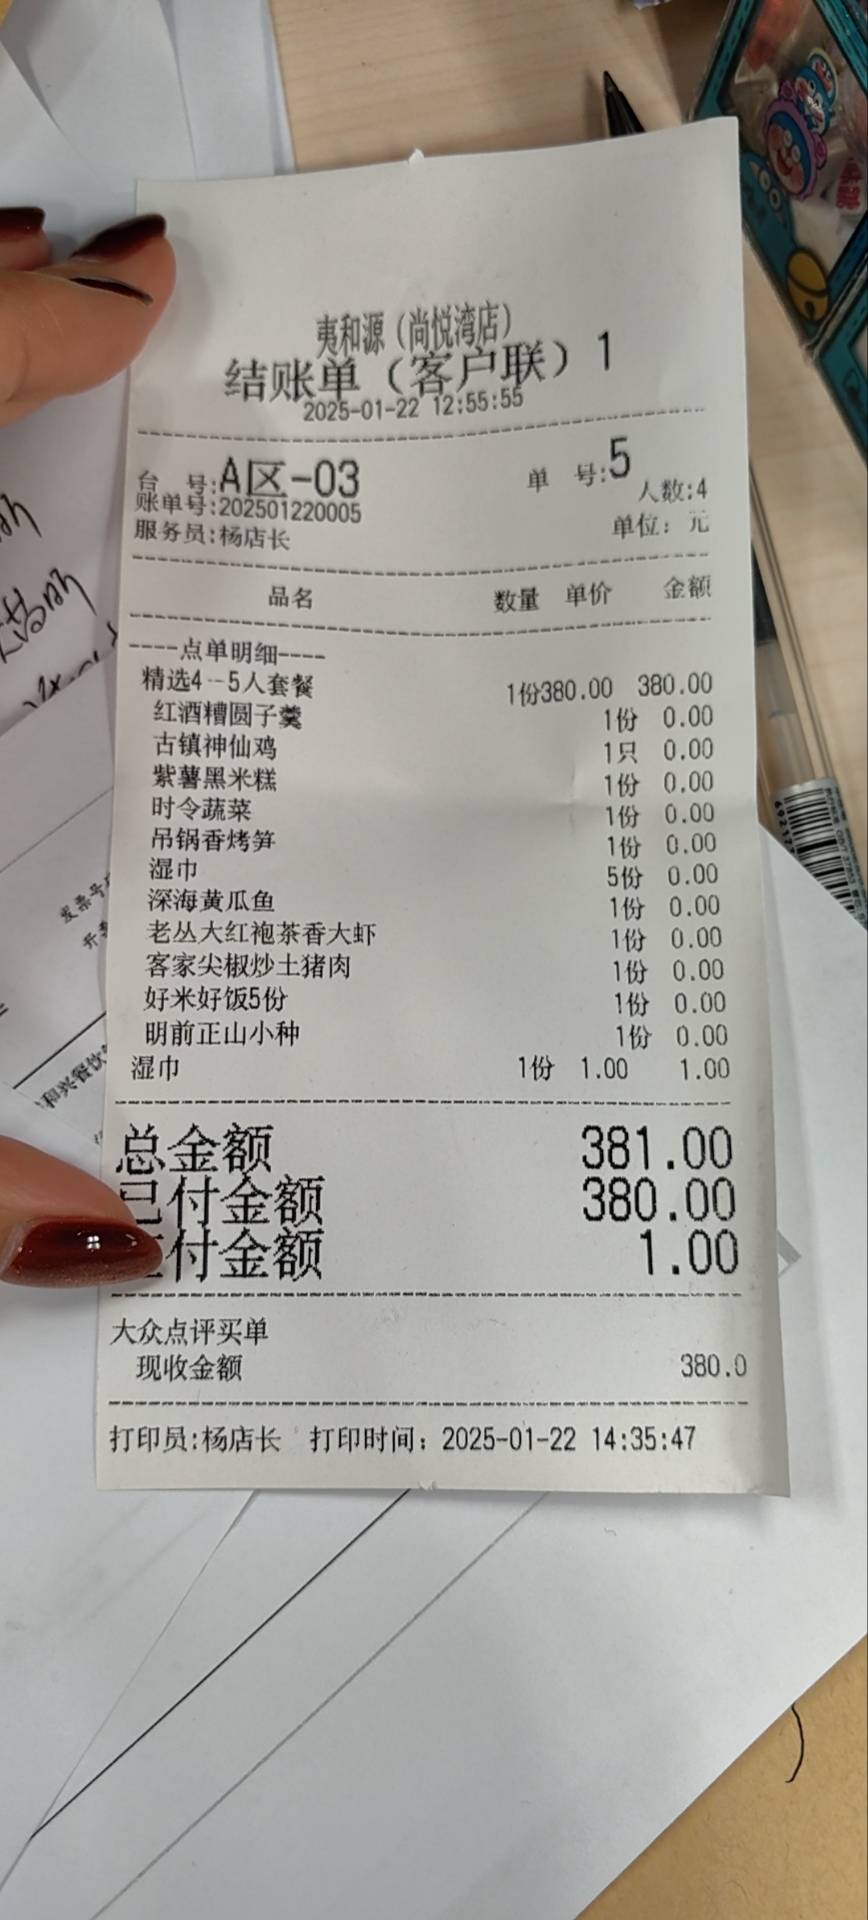 夷和源（尚悦湾店）
结账单（客户联）1
2025-01-22 12:55:55
台 号:A区-03 单 号:5
账单号:202501220005 人数:4
服务员:杨店长 单位：元
品名 数量 单价 金额
----点单明细----
精选4-5人套餐 1份380.00 380.00
红酒糟圆子羹 1份 0.00
古镇神仙鸡 1只 0.00
紫薯黑米糕 1份 0.00
时令蔬菜 1份 0.00
吊锅香烤笋 1份 0.00
湿巾 5份 0.00
深海黄瓜鱼 1份 0.00
老丛大红袍茶香大虾 1份 0.00
客家尖椒炒土猪肉 1份 0.00
好米好饭5份 1份 0.00
明前正山小种 1份 0.00
湿巾 1份 1.00 1.00
总金额 381.00
已付金额 380.00
付金额 1.00
大众点评买单
现收金额 380.0
打印员:杨店长 打印时间：2025-01-22 14:35:47
发票号
开
和兴餐饮